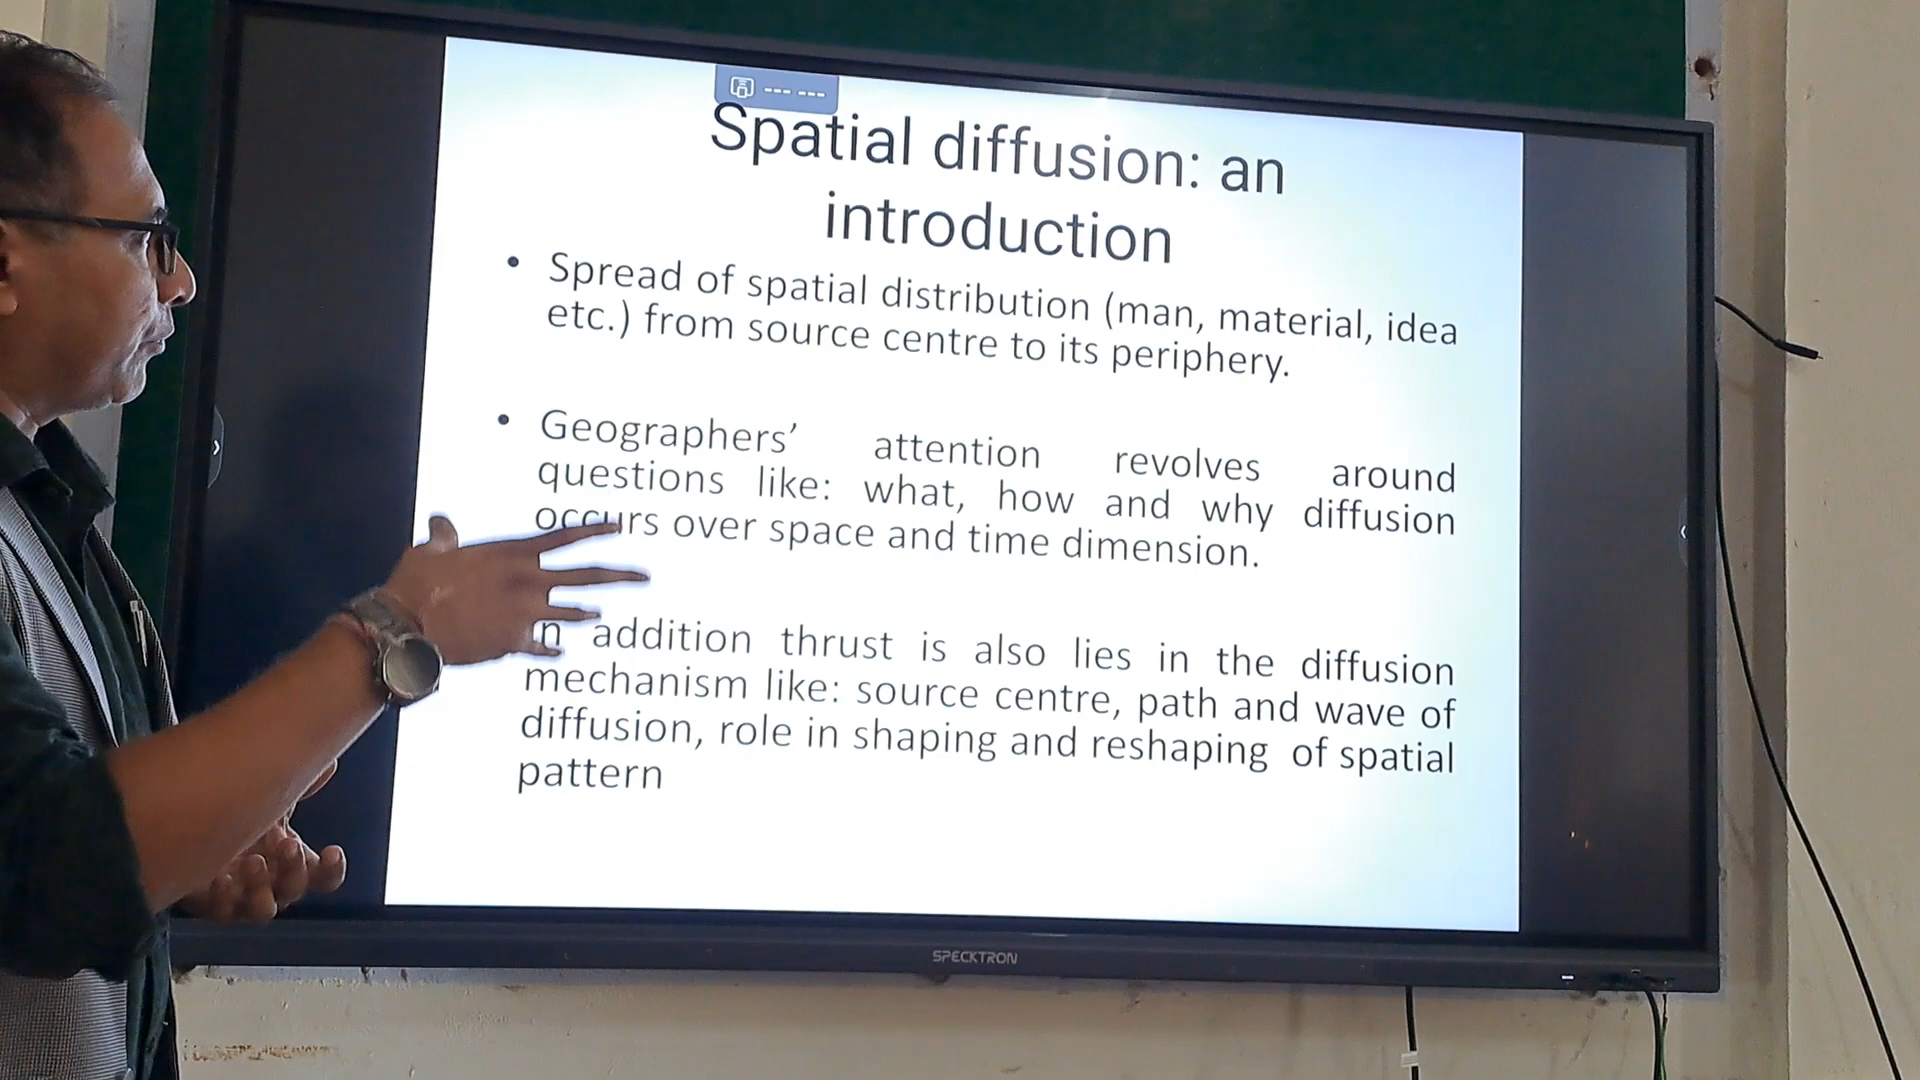 Spatial diffusion: an
introduction
• Spread of spatial distribution (man, material, idea
etc.) from source centre to its periphery.
• Geographers’ attention revolves around
questions like: what, how and why diffusion
occurs over space and time dimension.
n addition thrust is also lies in the diffusion
mechanism like: source centre, path and wave of
diffusion, role in shaping and reshaping of spatial
pattern
SPECKTRON